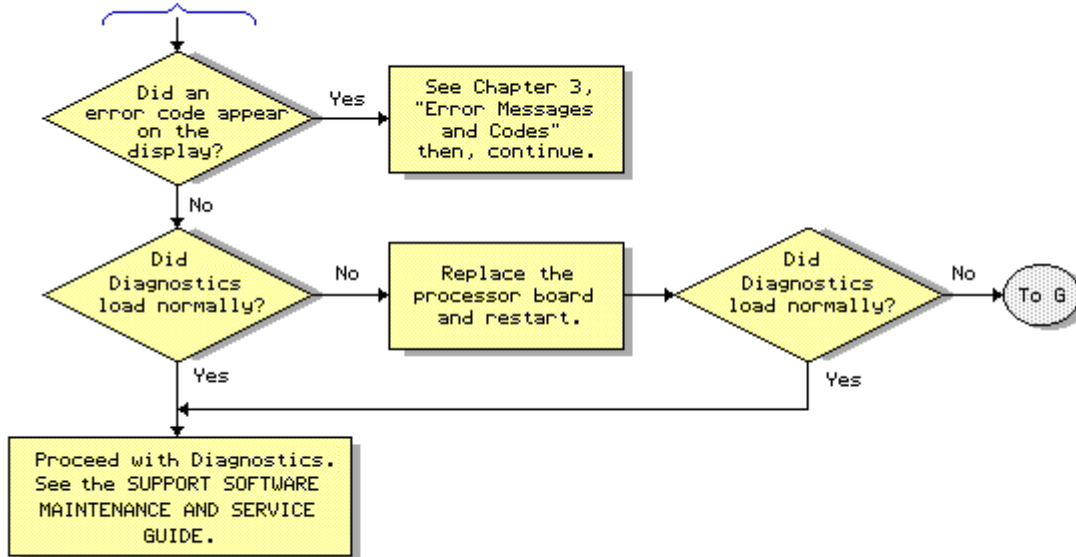 Did an
error code appear
on the
display?
Yes
See Chapter 3,
"Error Messages
and Codes"
then, continue.
No
Did
Diagnostics
load normally?
No
Replace the
processor board
and restart.
Did
Diagnostics
load normally?
No
To G
Yes
Yes
Proceed with Diagnostics.
See the SUPPORT SOFTWARE
MAINTENANCE AND SERVICE
GUIDE.